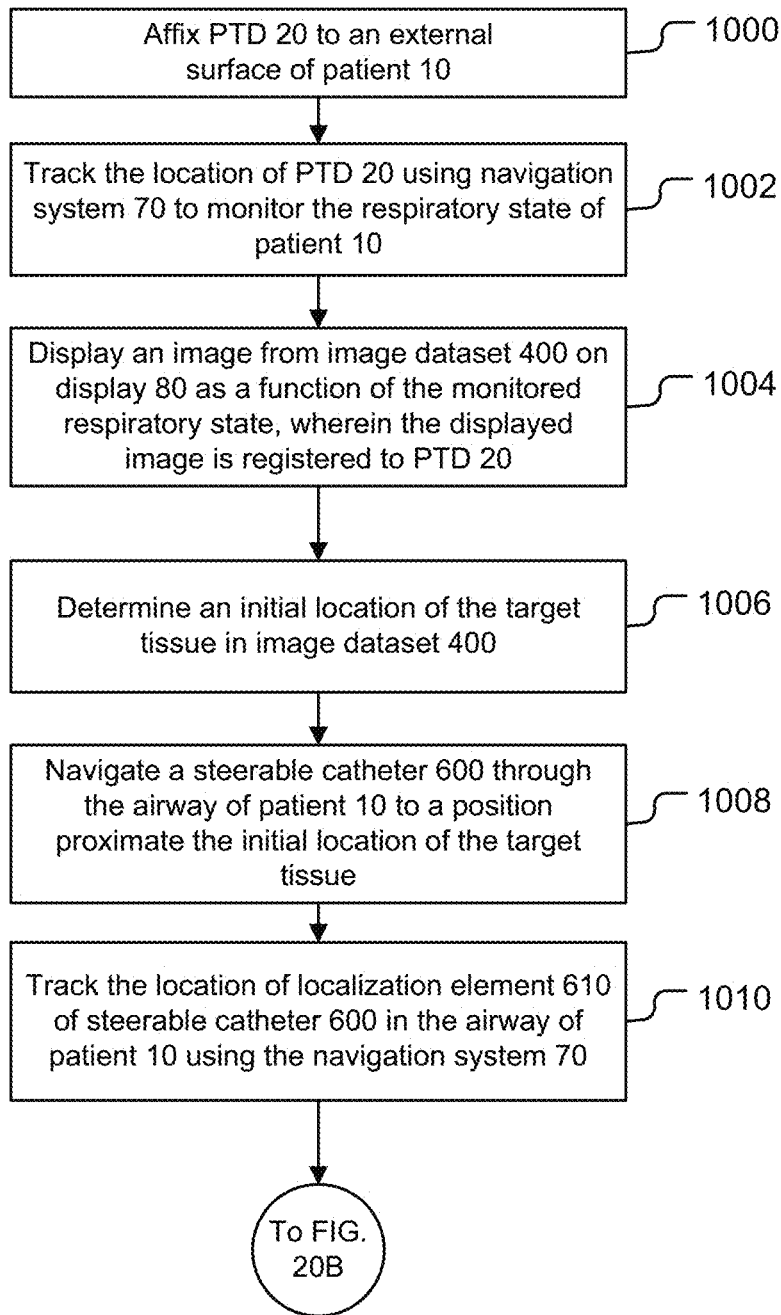 Affix PTD 20 to an external
surface of patient 10
1000
Track the location of PTD 20 using navigation
system 70 to monitor the respiratory state of
patient 10
1002
Display an image from image dataset 400 on
display 80 as a function of the monitored
respiratory state, wherein the displayed
image is registered to PTD 20
1004
Determine an initial location of the target
tissue in image dataset 400
1006
Navigate a steerable catheter 600 through
the airway of patient 10 to a position
proximate the initial location of the target
tissue
1008
Track the location of localization element 610
of steerable catheter 600 in the airway of
patient 10 using the navigation system 70
1010
To FIG.
20B